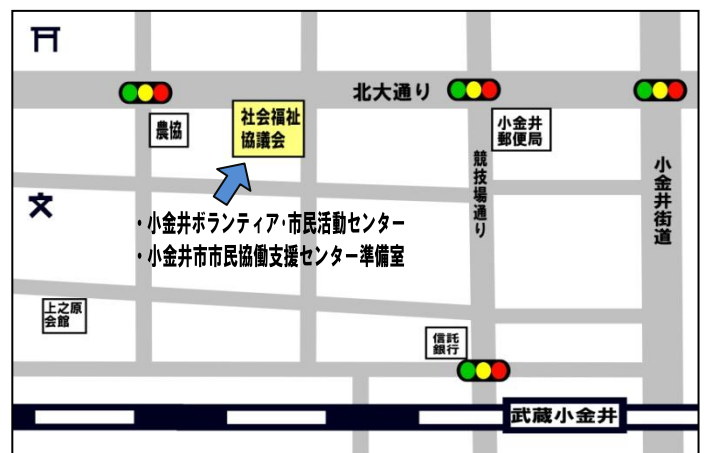 北大通り
農協
社会福祉
協議会
小金井
郵便局
競技場通り
小金井街道
文
・小金井ボランティア・市民活動センター
・小金井市市民協働支援センター準備室
上之原
会館
信託
銀行
武蔵小金井